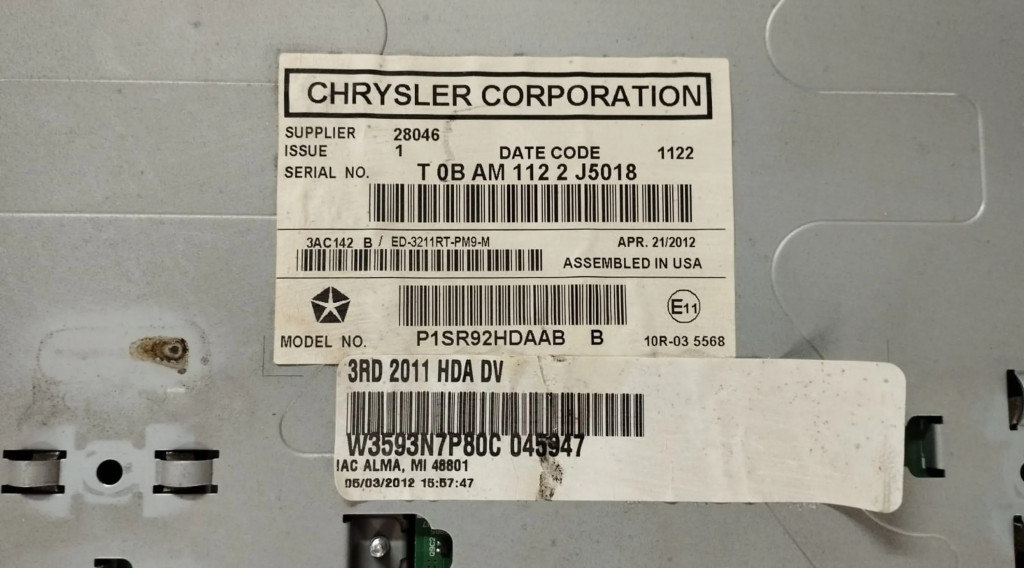 CHRYSLER CORPORATION
SUPPLIER 28046
ISSUE 1 DATE CODE 1122
SERIAL NO. T 0B AM 112 2 J5018
3AC142 B / ED-3211RT-PM9-M APR. 21/2012
ASSEMBLED IN USA
E11
MODEL NO. P1SR92HDAAB B 10R-03 5568
3RD 2011 HDA DV
W3593N7P80C 045947
IAC ALMA, MI 48801
05/03/2012 15:57:47